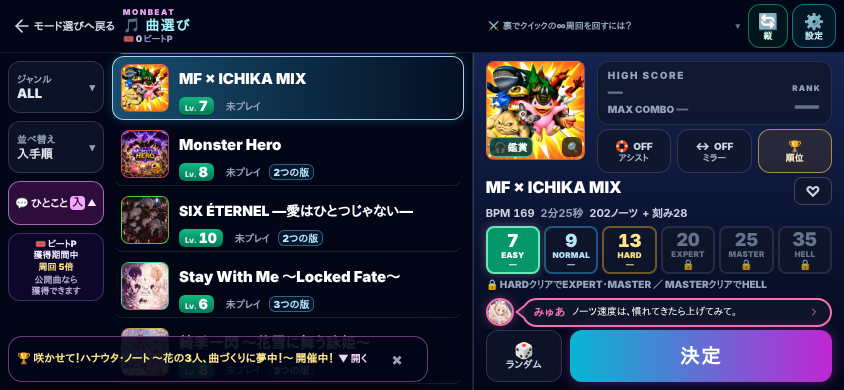 MONBEAT
← モード選びへ戻る
🎵 曲選び
🎟 0 ビートP
⚔ 裏でクイックの∞周回を回すには? ▼
縦
設定
ジャンル
ALL ▼
並べ替え
入手順 ▼
💬 ひとこと 入 ▲
🎟 ビートP
獲得期間中
周回 5倍
公開曲なら
獲得できます
MF × ICHIKA MIX
Lv. 7 未プレイ
Monster Hero
Lv. 8 未プレイ 2つの版
SIX ÉTERNEL ―愛はひとつじゃない―
Lv. 10 未プレイ 2つの版
Stay With Me 〜Locked Fate〜
Lv. 6 未プレイ 3つの版
🏆 咲かせて!ハナウタ・ノート 〜花の3人、曲づくりに夢中!〜 開催中! ▼ 開く ×
🎧 鑑賞
HIGH SCORE
—
RANK
MAX COMBO —
—
OFF
アシスト
↔ OFF
ミラー
🏆
順位
MF × ICHIKA MIX
♡
BPM 169 2分25秒 202ノーツ + 刻み28
7
EASY
—
9
NORMAL
—
13
HARD
—
20
EXPERT
25
MASTER
35
HELL
🔒 HARDクリアでEXPERT・MASTER ／ MASTERクリアでHELL
みゅあ ノーツ速度は、慣れてきたら上げてみて。 〉
ランダム
決定